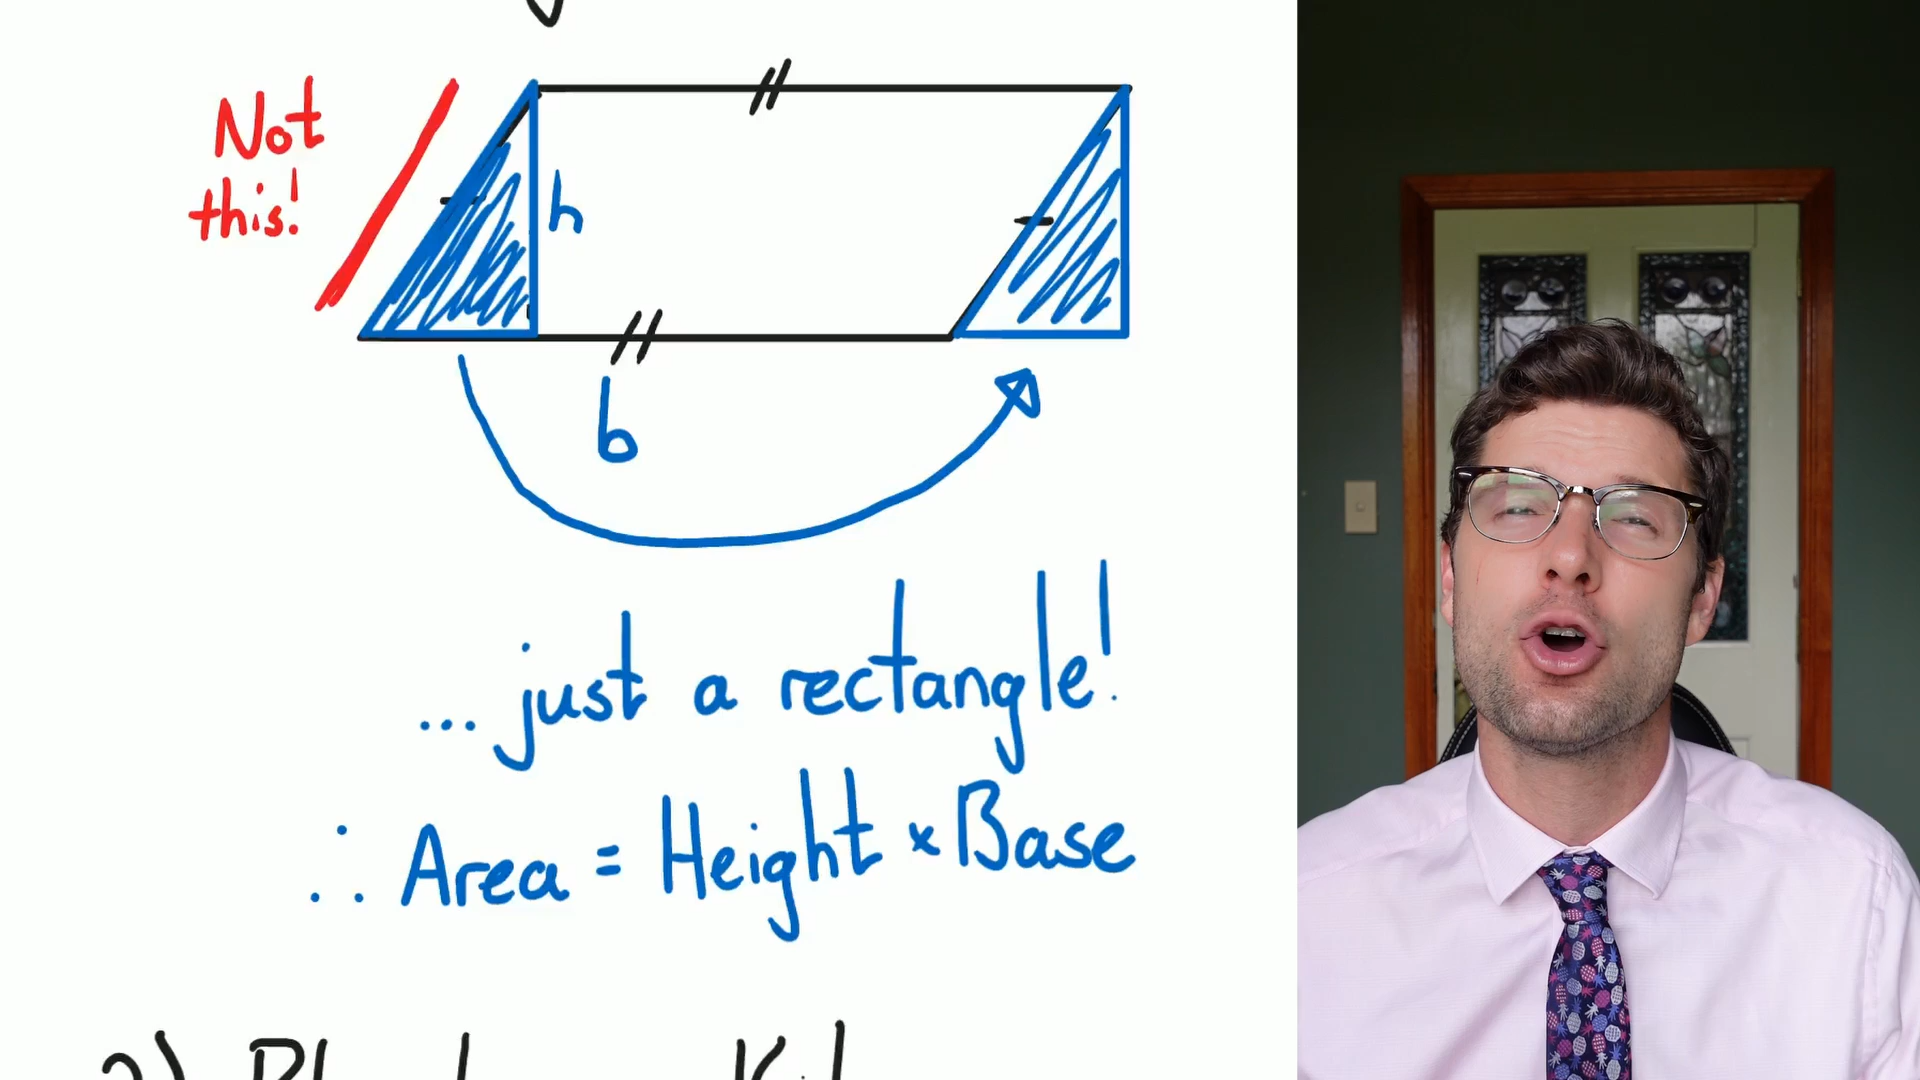 Not
this!
h
b
... just a rectangle!
∴ Area = Height × Base